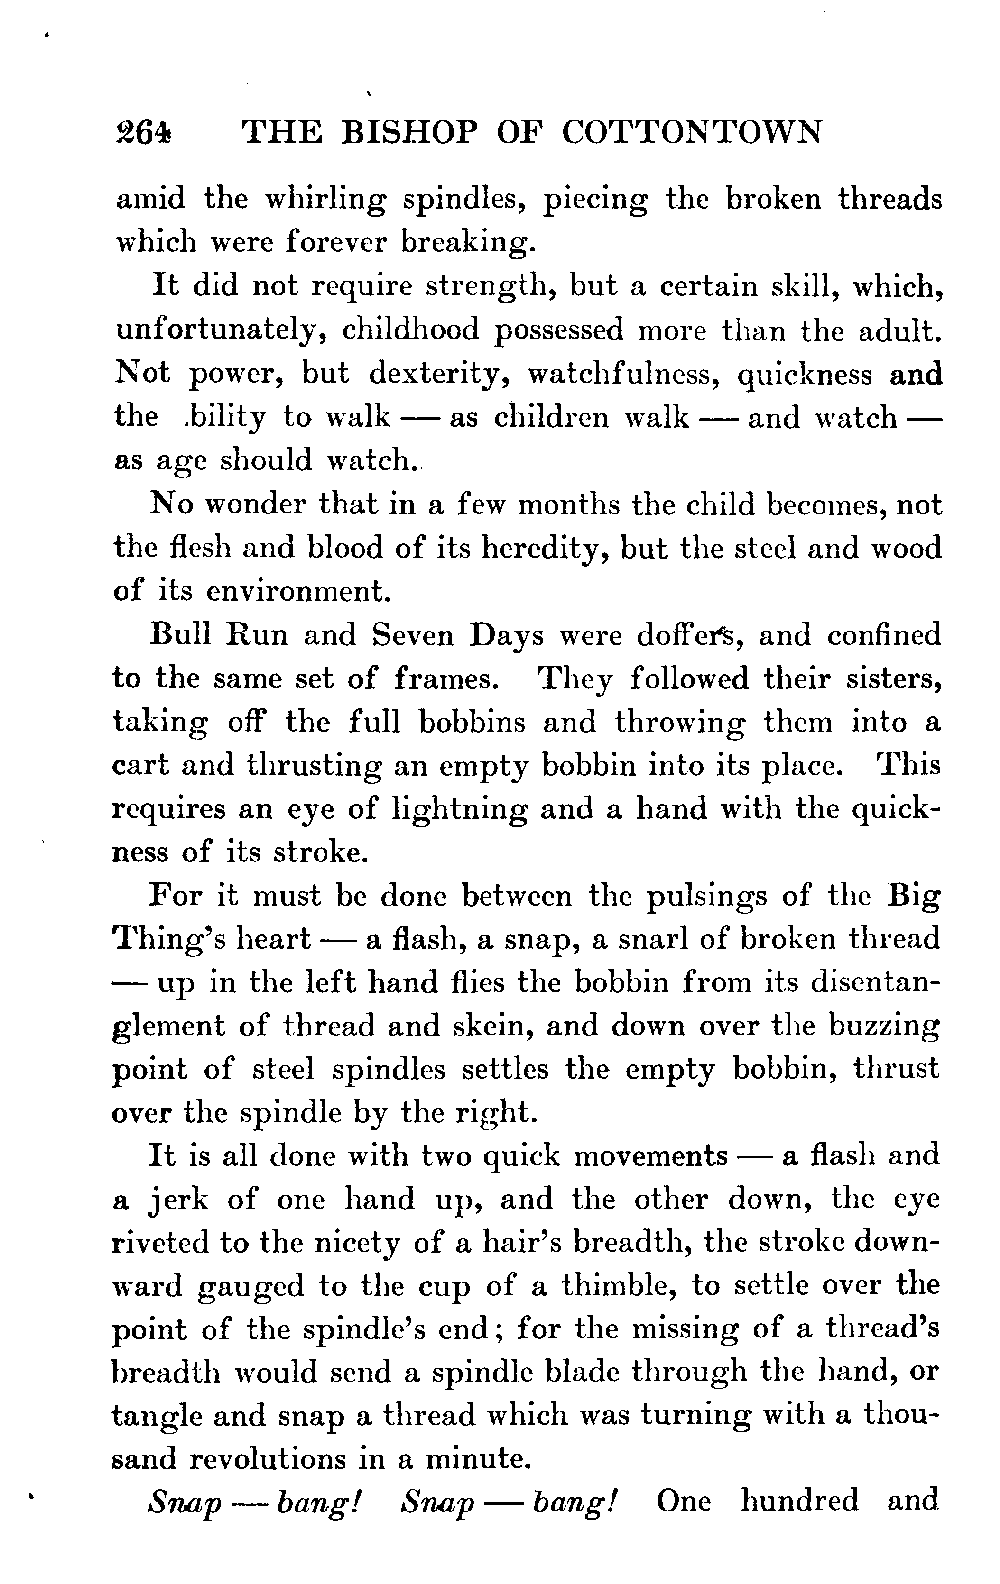 264 THE BISHOP OF COTTONTOWN
amid the whirling spindles, piecing the broken threads
which were forever breaking.
It did not require strength, but a certain skill, which,
unfortunately, childhood possessed more than the adult.
Not power, but dexterity, watchfulness, quickness and
the .bility to walk — as children walk — and watch —
as age should watch.
No wonder that in a few months the child becomes, not
the flesh and blood of its heredity, but the steel and wood
of its environment.
Bull Run and Seven Days were doffers, and confined
to the same set of frames. They followed their sisters,
taking off the full bobbins and throwing them into a
cart and thrusting an empty bobbin into its place. This
requires an eye of lightning and a hand with the quick-
ness of its stroke.
For it must be done between the pulsings of the Big
Thing's heart — a flash, a snap, a snarl of broken thread
— up in the left hand flies the bobbin from its disentan-
glement of thread and skein, and down over the buzzing
point of steel spindles settles the empty bobbin, thrust
over the spindle by the right.
It is all done with two quick movements — a flash and
a jerk of one hand up, and the other down, the eye
riveted to the nicety of a hair's breadth, the stroke down-
ward gauged to the cup of a thimble, to settle over the
point of the spindle's end; for the missing of a thread's
breadth would send a spindle blade through the hand, or
tangle and snap a thread which was turning with a thou-
sand revolutions in a minute.
Snap — bang! Snap — bang! One hundred and